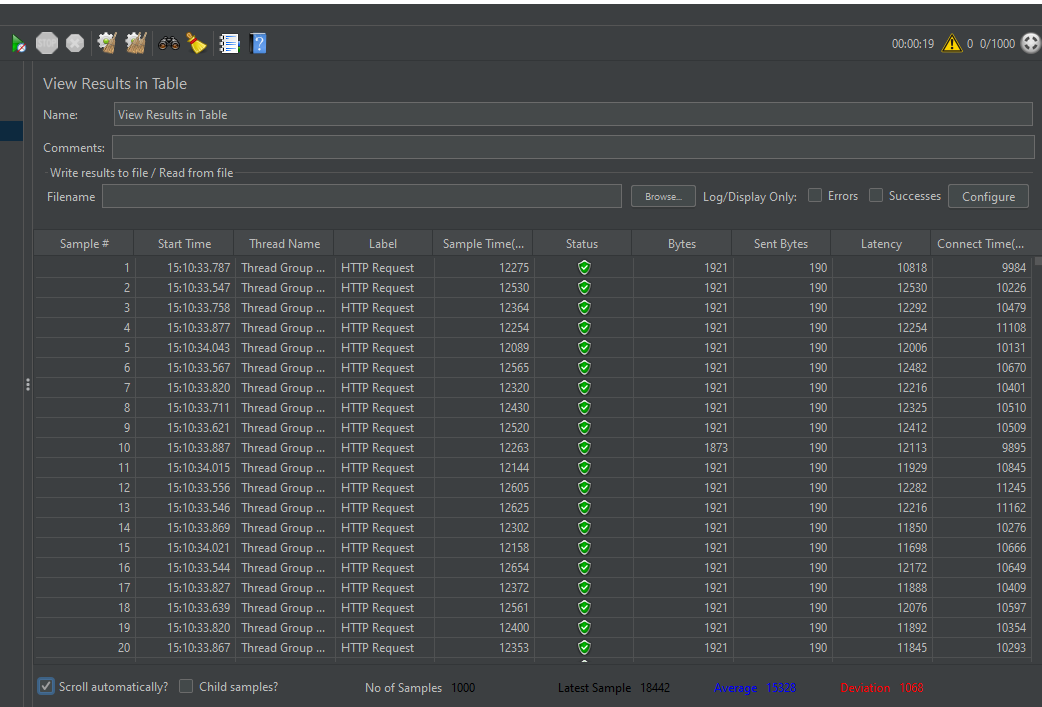 00:00:19 0 0/1000
View Results in Table
Name: View Results in Table
Comments:
Write results to file / Read from file
Filename Browse... Log/Display Only: Errors Successes Configure
Sample # Start Time Thread Name Label Sample Time(... Status Bytes Sent Bytes Latency Connect Time(...
1 15:10:33.787 Thread Group ... HTTP Request 12275 1921 190 10818 9984
2 15:10:33.547 Thread Group ... HTTP Request 12530 1921 190 12530 10226
3 15:10:33.758 Thread Group ... HTTP Request 12364 1921 190 12292 10479
4 15:10:33.877 Thread Group ... HTTP Request 12254 1921 190 12254 11108
5 15:10:34.043 Thread Group ... HTTP Request 12089 1921 190 12006 10131
6 15:10:33.567 Thread Group ... HTTP Request 12565 1921 190 12482 10670
7 15:10:33.820 Thread Group ... HTTP Request 12320 1921 190 12216 10401
8 15:10:33.711 Thread Group ... HTTP Request 12430 1921 190 12325 10510
9 15:10:33.621 Thread Group ... HTTP Request 12520 1921 190 12412 10509
10 15:10:33.887 Thread Group ... HTTP Request 12263 1873 190 12113 9895
11 15:10:34.015 Thread Group ... HTTP Request 12144 1921 190 11929 10845
12 15:10:33.556 Thread Group ... HTTP Request 12605 1921 190 12282 11245
13 15:10:33.546 Thread Group ... HTTP Request 12625 1921 190 12216 11162
14 15:10:33.869 Thread Group ... HTTP Request 12302 1921 190 11850 10276
15 15:10:34.021 Thread Group ... HTTP Request 12158 1921 190 11698 10666
16 15:10:33.544 Thread Group ... HTTP Request 12654 1921 190 12172 10649
17 15:10:33.827 Thread Group ... HTTP Request 12372 1921 190 11888 10409
18 15:10:33.639 Thread Group ... HTTP Request 12561 1921 190 12076 10597
19 15:10:33.820 Thread Group ... HTTP Request 12400 1921 190 11892 10354
20 15:10:33.867 Thread Group ... HTTP Request 12353 1921 190 11845 10293
Scroll automatically? Child samples? No of Samples 1000 Latest Sample 18442 Average 15328 Deviation 1068